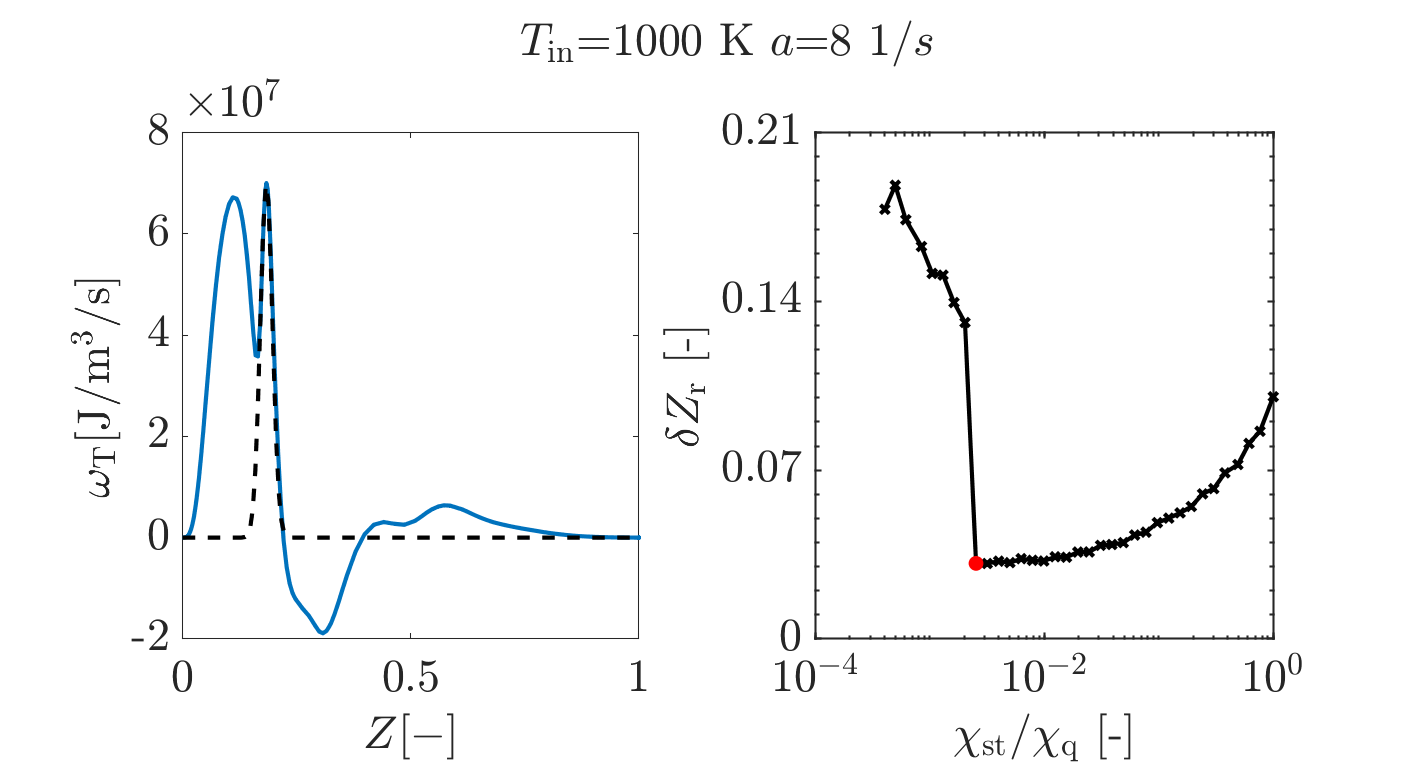 T_in=1000 K a=8 1/s
×10^7
8
6
4
2
0
-2
ω_T[J/m^3/s]
0 0.5 1
Z[−]
0.21
0.14
0.07
0
δZ_r [-]
10^−4 10^−2 10^0
χ_st/χ_q [-]